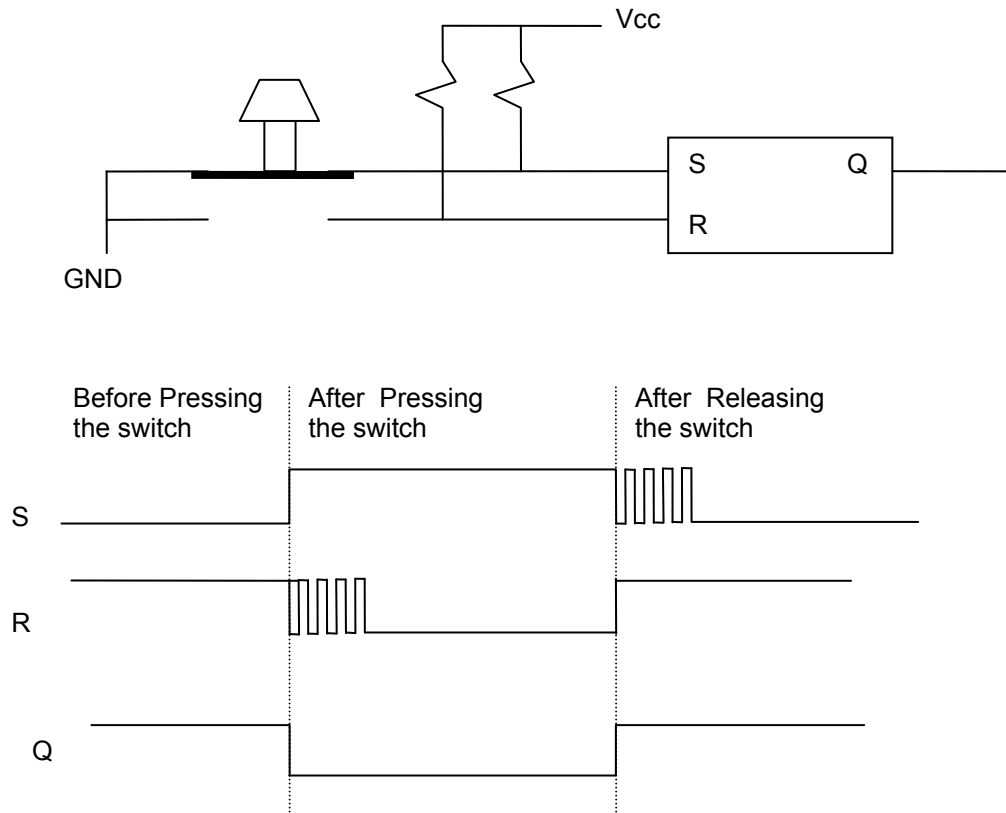 Vcc
S Q
R
GND
Before Pressing
the switch
After Pressing
the switch
After Releasing
the switch
S
R
Q